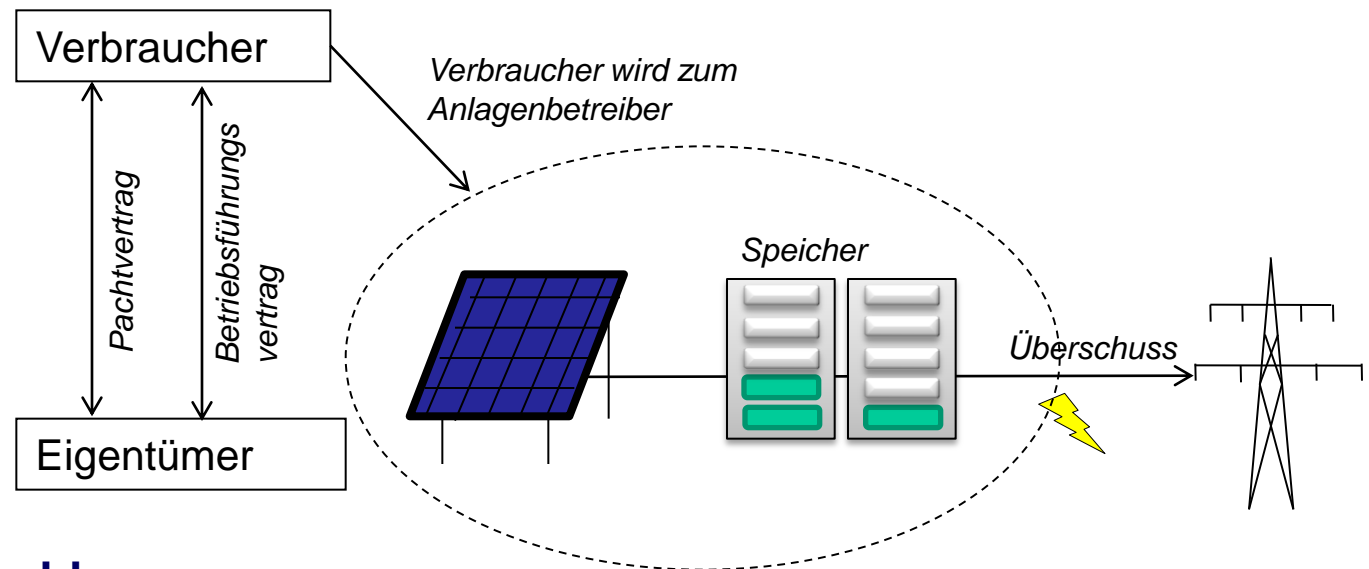 Verbraucher
Verbraucher wird zum
Anlagenbetreiber
Pachtvertrag
Betriebsführungs
vertrag
Speicher
Überschuss
Eigentümer